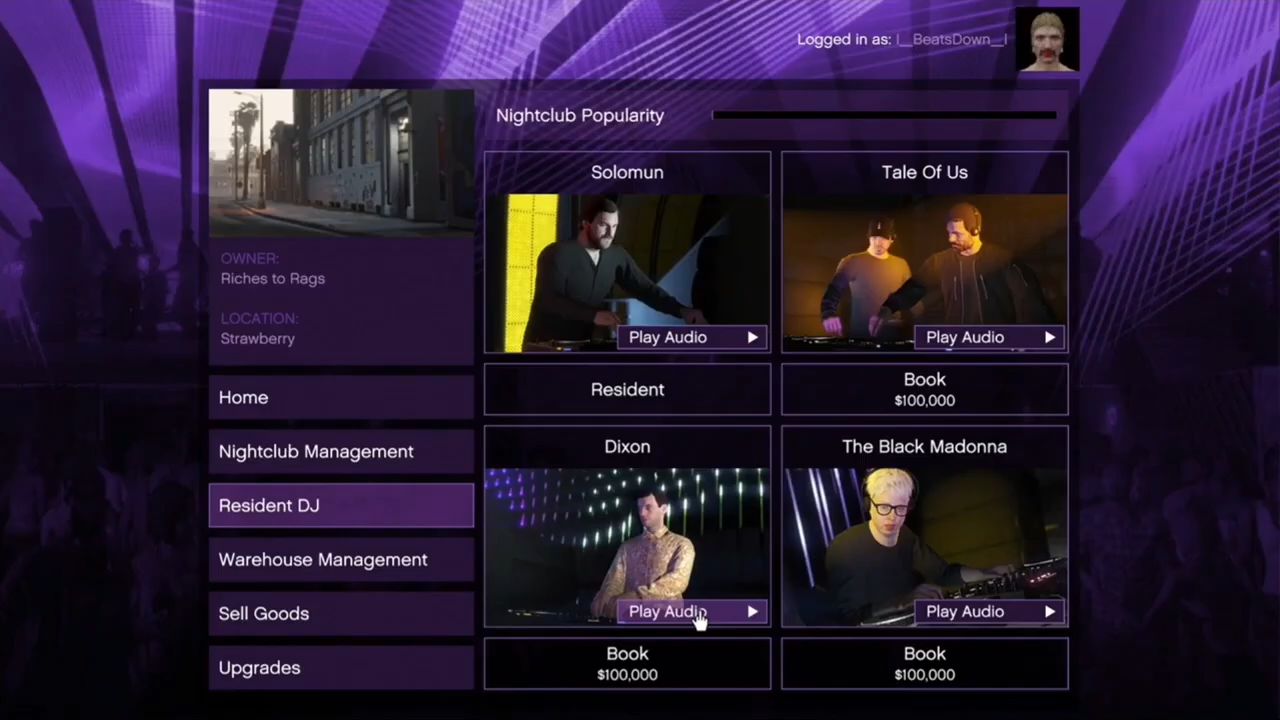 Logged in as: |__BeatsDown__|
Nightclub Popularity
OWNER:
Riches to Rags
LOCATION:
Strawberry
Home
Nightclub Management
Resident DJ
Warehouse Management
Sell Goods
Upgrades
Solomun
Play Audio
Resident
Tale Of Us
Play Audio
Book
$100,000
Dixon
Play Audio
Book
$100,000
The Black Madonna
Play Audio
Book
$100,000